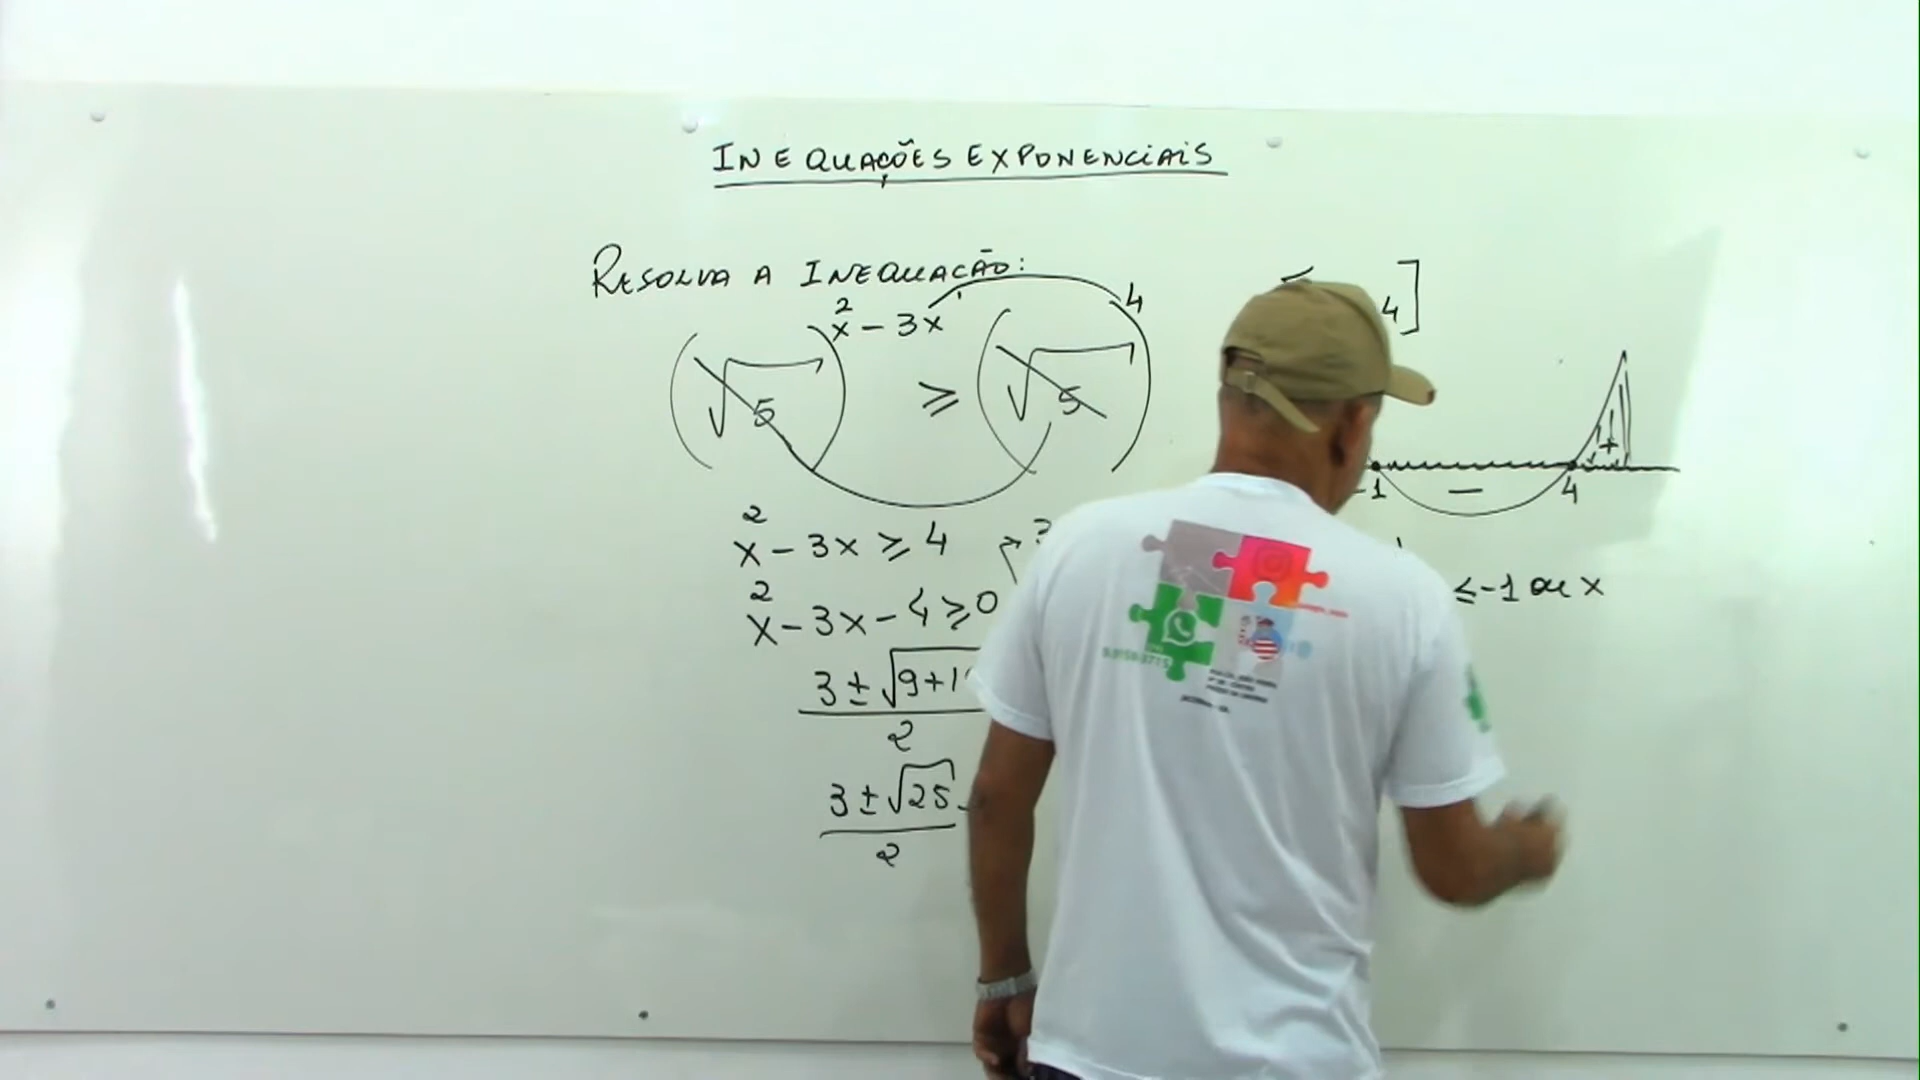 INEQUAÇÕES EXPONENCIAIS
RESOLVA A INEQUAÇÃO:
(√5)^(x² - 3x) ≥ (√5)^4
4]
-1 - 4 +
x² - 3x ≥ 4
x² - 3x - 4 ≥ 0
≤ -1 ou x
3 ± √9+1
2
3 ± √25
2